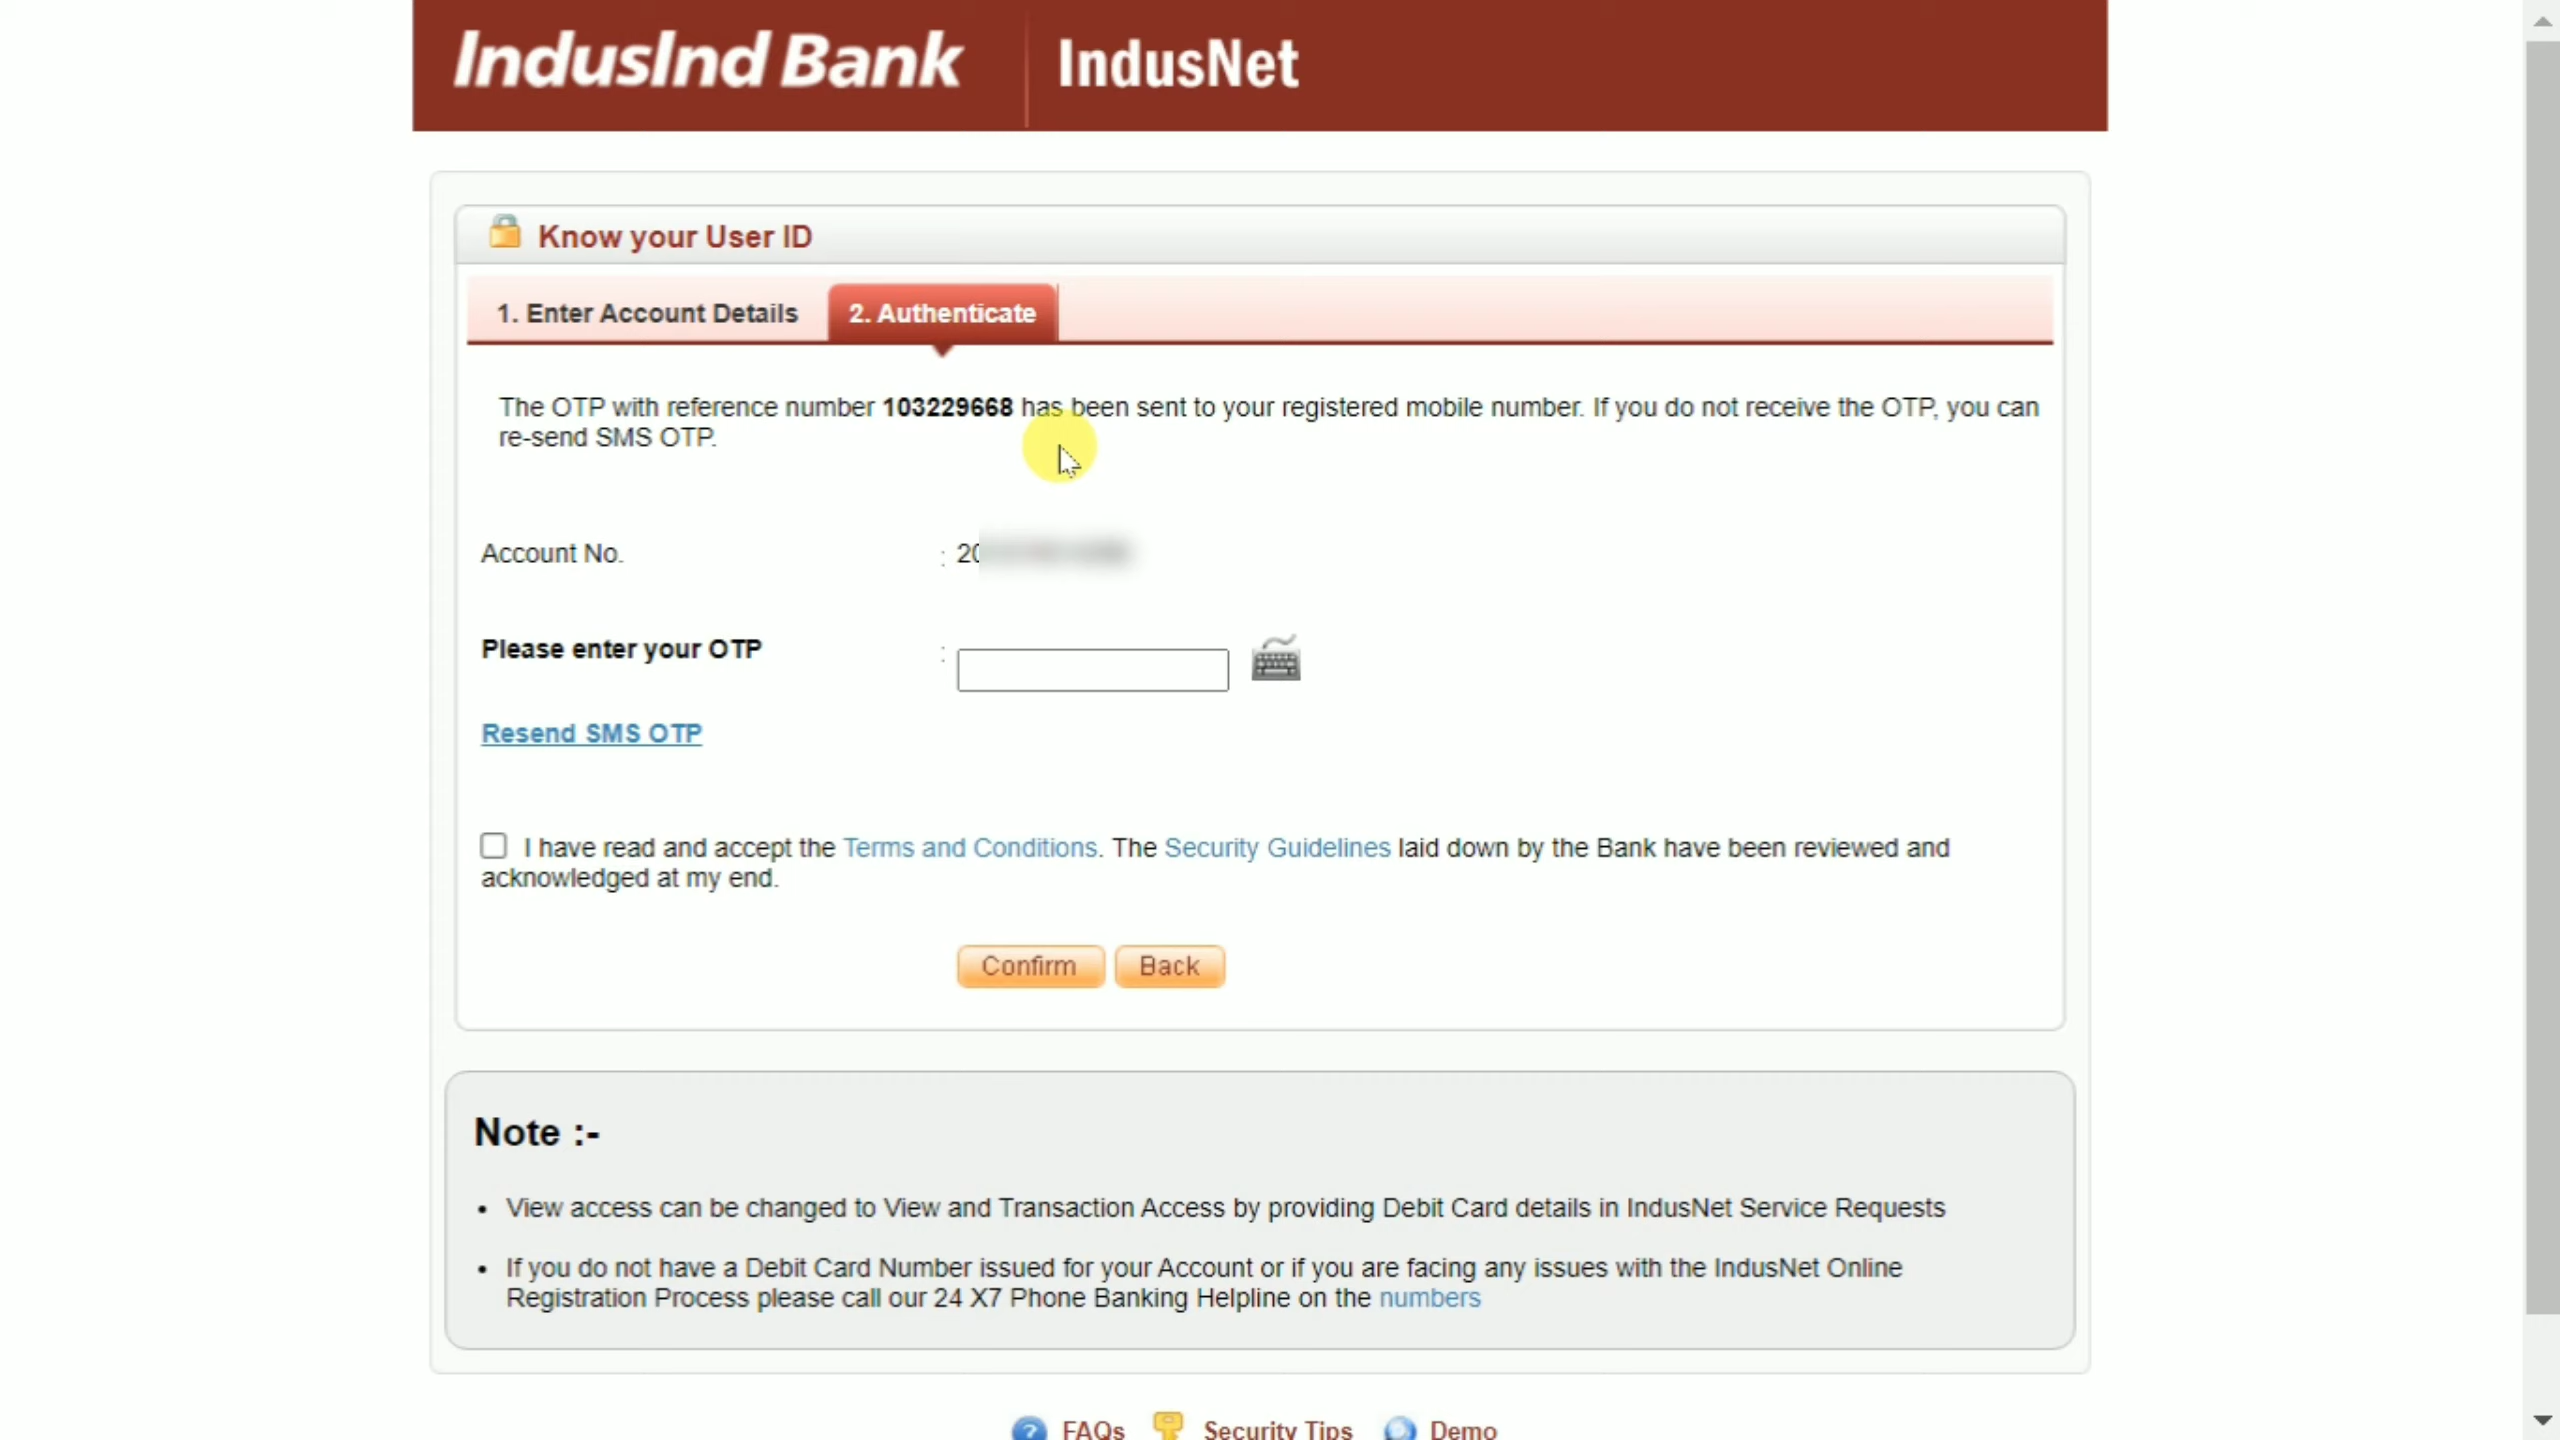 IndusInd Bank IndusNet
Know your User ID
1. Enter Account Details 2. Authenticate
The OTP with reference number 103229668 has been sent to your registered mobile number. If you do not receive the OTP, you can
re-send SMS OTP.
Account No. : 20
Please enter your OTP :
Resend SMS OTP
I have read and accept the Terms and Conditions. The Security Guidelines laid down by the Bank have been reviewed and
acknowledged at my end.
Confirm Back
Note :-
• View access can be changed to View and Transaction Access by providing Debit Card details in IndusNet Service Requests
• If you do not have a Debit Card Number issued for your Account or if you are facing any issues with the IndusNet Online
Registration Process please call our 24 X7 Phone Banking Helpline on the numbers
? FAQs Security Tips Demo